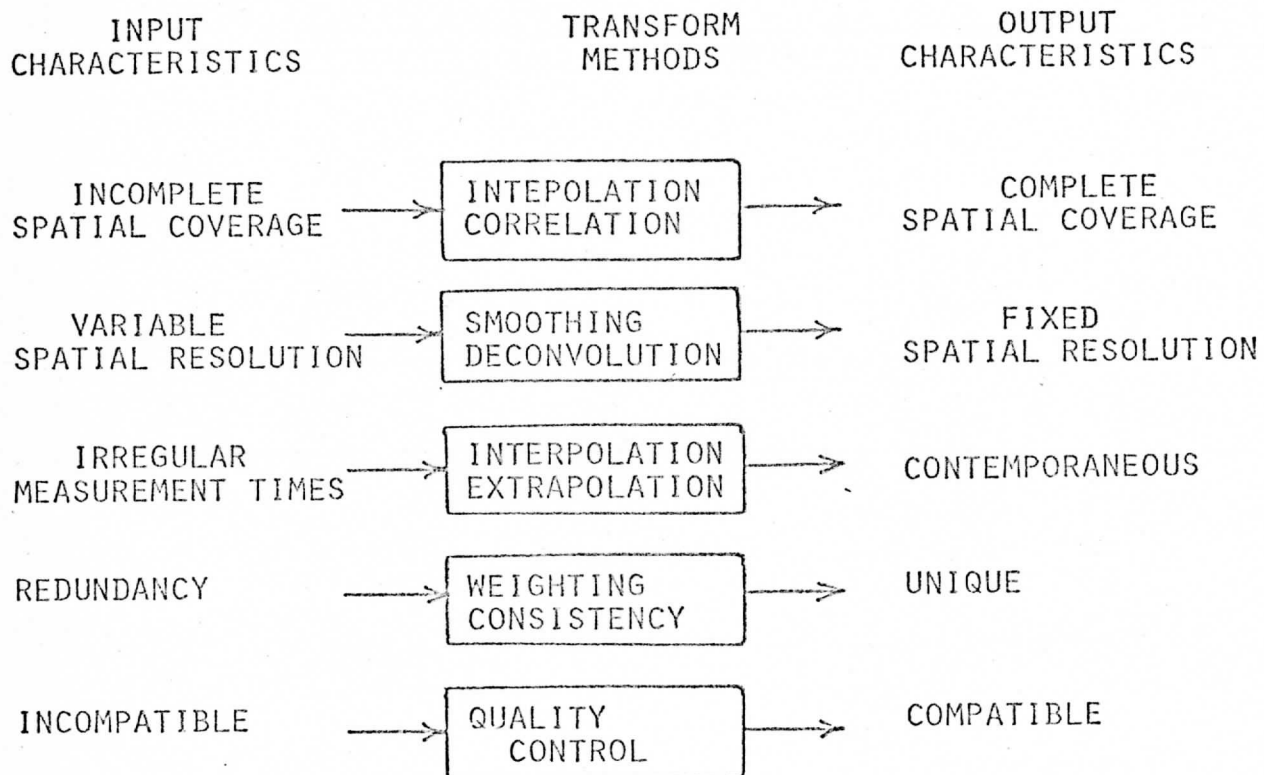 INPUT
CHARACTERISTICS
TRANSFORM
METHODS
OUTPUT
CHARACTERISTICS
INCOMPLETE
SPATIAL COVERAGE
INTEPOLATION
CORRELATION
COMPLETE
SPATIAL COVERAGE
VARIABLE
SPATIAL RESOLUTION
SMOOTHING
DECONVOLUTION
FIXED
SPATIAL RESOLUTION
IRREGULAR
MEASUREMENT TIMES
INTERPOLATION
EXTRAPOLATION
CONTEMPORANEOUS
REDUNDANCY
WEIGHTING
CONSISTENCY
UNIQUE
INCOMPATIBLE
QUALITY
CONTROL
COMPATIBLE